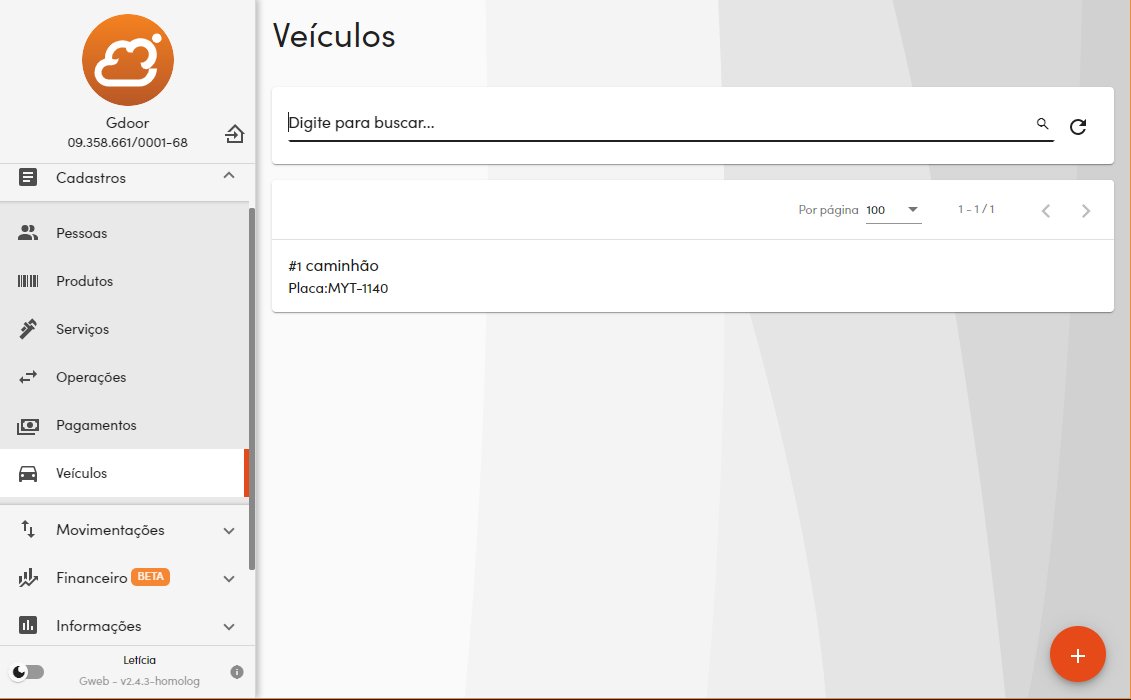 Gdoor
09.358.661/0001-68
Cadastros
Pessoas
Produtos
Serviços
Operações
Pagamentos
Veículos
Movimentações
Financeiro BETA
Informações
Letícia
Gweb - v2.4.3-homolog
Veículos
Digite para buscar...
Por página 100 1 - 1 / 1
#1 caminhão
Placa:MYT-1140